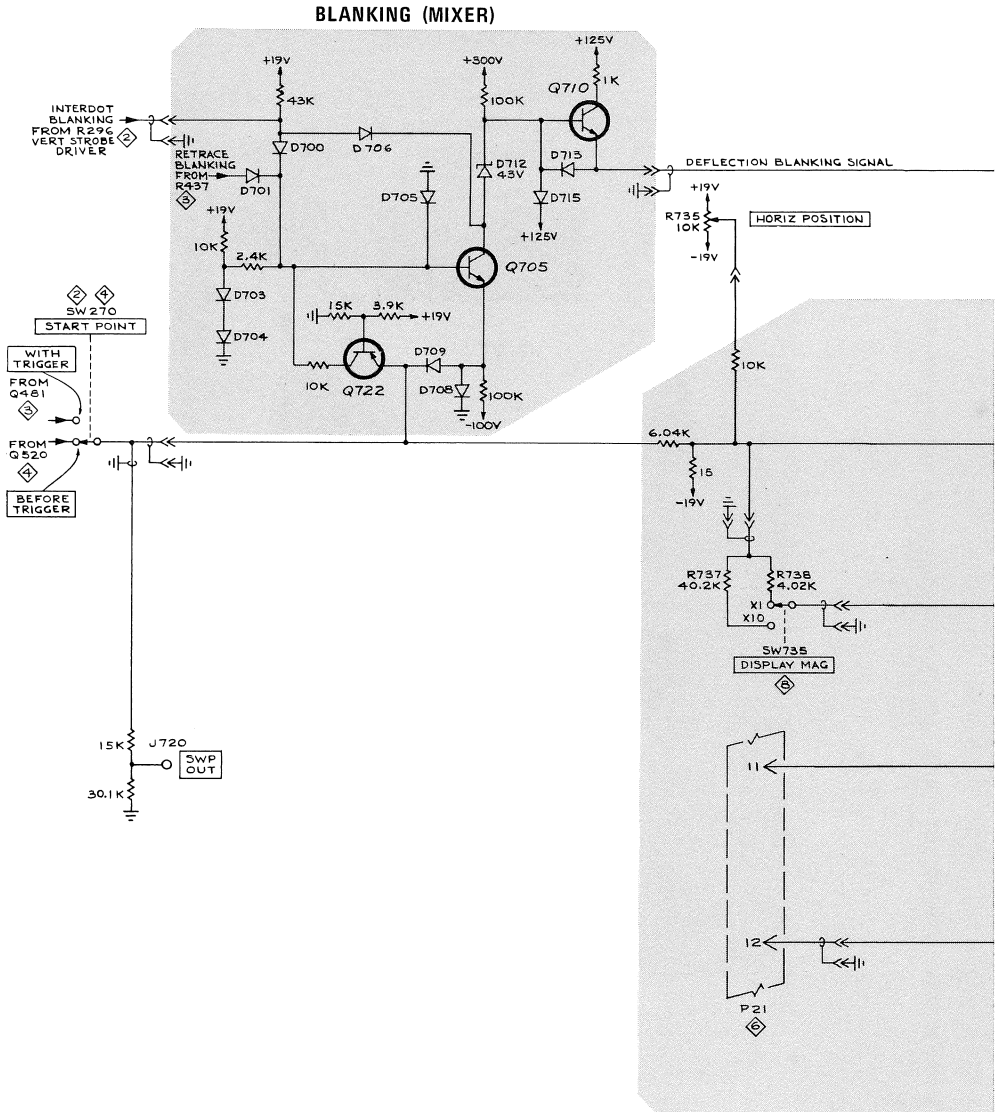 BLANKING (MIXER)
+19V
43K
INTERDOT
BLANKING
FROM R296
VERT STROBE
DRIVER
2
D700
D706
RETRACE
BLANKING
FROM
R437
3
D701
+300V
100K
+125V
1K
Q710
D712
43V
D713
D715
+125V
D705
DEFLECTION BLANKING SIGNAL
+19V
R735
10K
-19V
HORIZ POSITION
+19V
10K
2.4K
D703
D704
Q705
15K
3.9K
+19V
10K
Q722
D709
D708
100K
-100V
2
4
SW270
START POINT
WITH
TRIGGER
FROM
Q481
3
FROM
Q520
4
BEFORE
TRIGGER
10K
6.04K
15
-19V
R737
40.2K
R738
4.02K
X1
X10
SW735
DISPLAY MAG
8
15K
J720
SWP
OUT
30.1K
11
12
P21
6